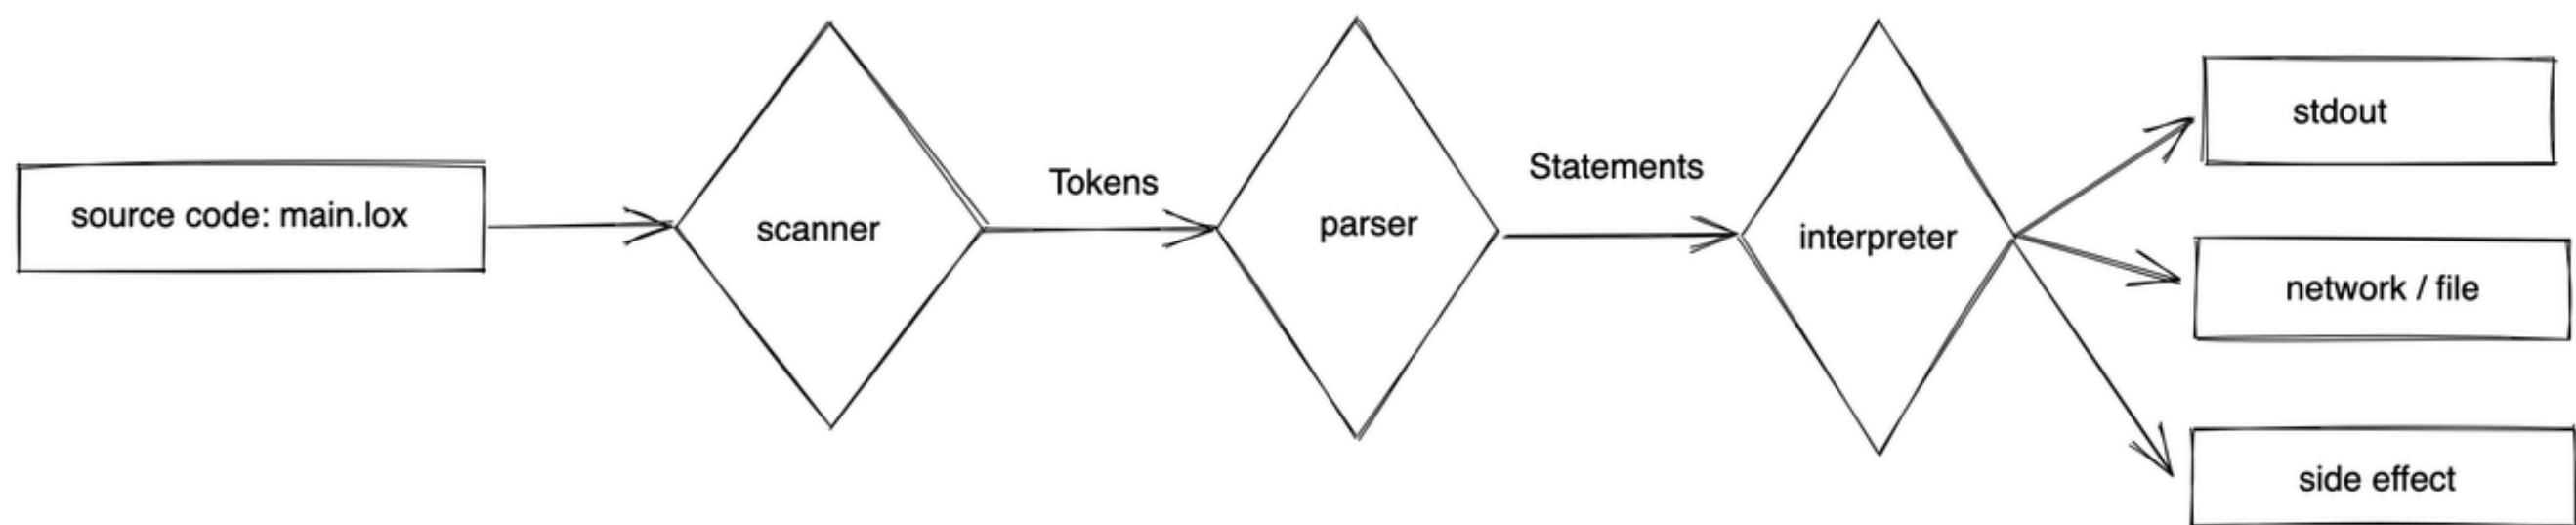 source code: main.lox
scanner
Tokens
parser
Statements
interpreter
stdout
network / file
side effect